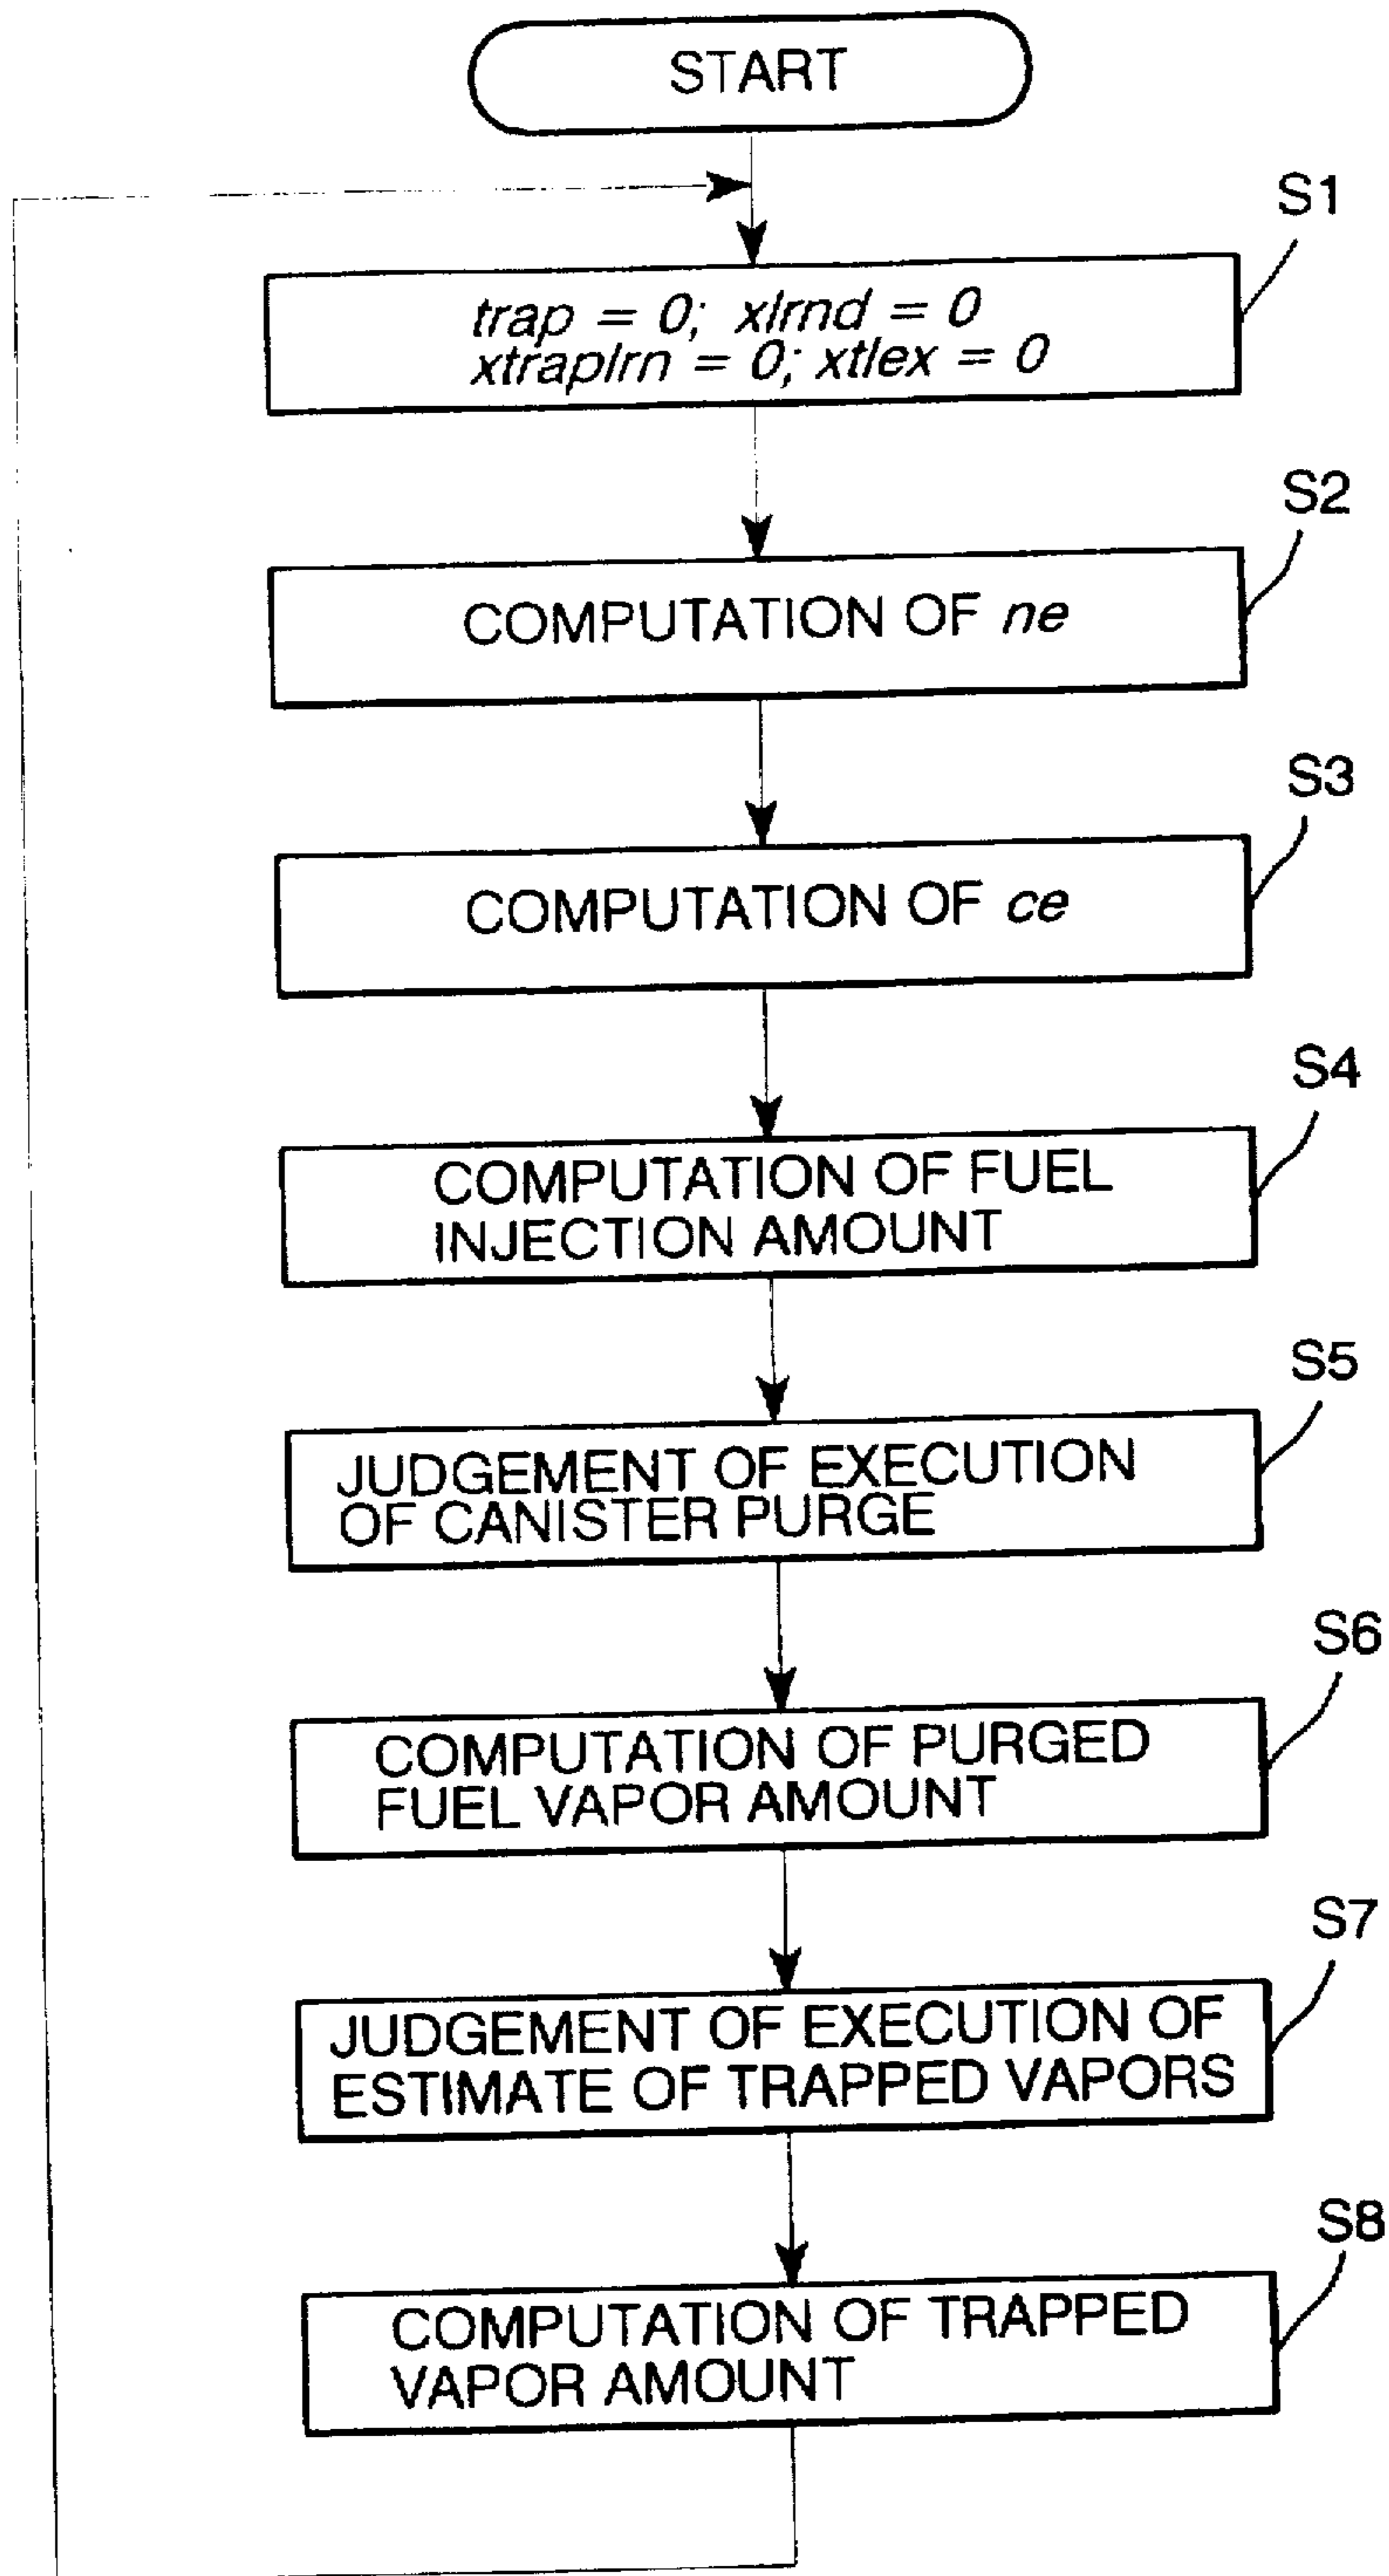 START
S1
trap = 0; xlrnd = 0
xtraplrn = 0; xtlex = 0
S2
COMPUTATION OF ne
S3
COMPUTATION OF ce
S4
COMPUTATION OF FUEL
INJECTION AMOUNT
S5
JUDGEMENT OF EXECUTION
OF CANISTER PURGE
S6
COMPUTATION OF PURGED
FUEL VAPOR AMOUNT
S7
JUDGEMENT OF EXECUTION OF
ESTIMATE OF TRAPPED VAPORS
S8
COMPUTATION OF TRAPPED
VAPOR AMOUNT